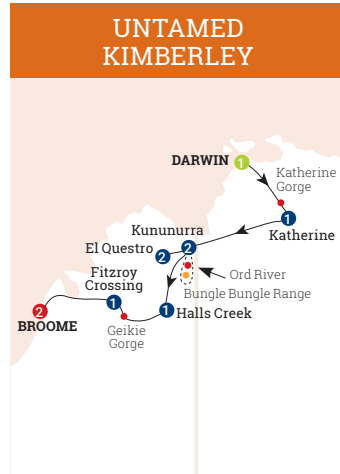 UNTAMED
KIMBERLEY
DARWIN
1
Katherine
Gorge
1
Katherine
Kununurra
2
El Questro
2
Ord River
Bungle Bungle Range
Fitzroy
Crossing
1
1
Halls Creek
2
BROOME
Geikie
Gorge